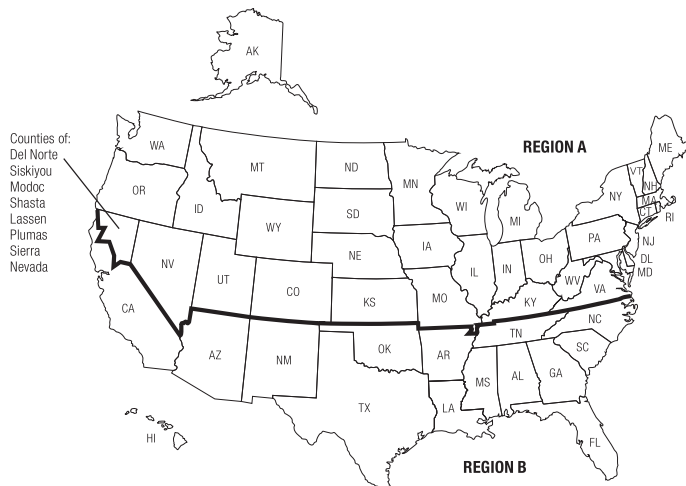 AK
Counties of:
Del Norte
Siskiyou
Modoc
Shasta
Lassen
Plumas
Sierra
Nevada
REGION A
WA
MT
ND
MN
ME
VT
NH
OR
ID
WY
SD
WI
MI
NY
MA
CT
RI
NV
UT
CO
NE
IA
IL
IN
OH
PA
NJ
DL
MD
WV
VA
CA
KS
MO
KY
NC
AZ
NM
OK
AR
TN
SC
TX
LA
MS
AL
GA
FL
HI
REGION B